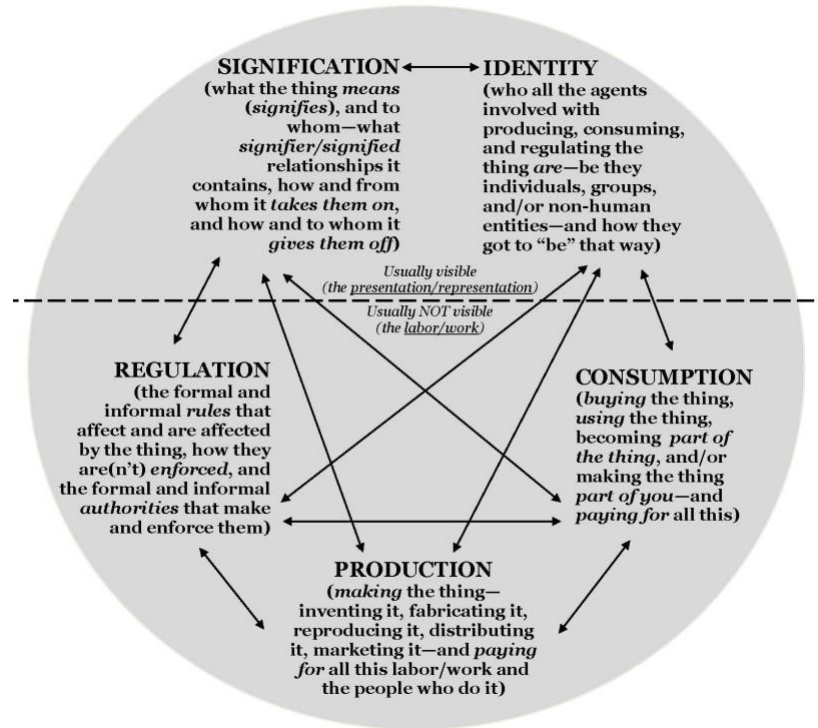 SIGNIFICATION
(what the thing means
(signifies), and to
whom—what
signifier/signified
relationships it
contains, how and from
whom it takes them on,
and how and to whom it
gives them off)
IDENTITY
(who all the agents
involved with
producing, consuming,
and regulating the
thing are—be they
individuals, groups,
and/or non-human
entities—and how they
got to “be” that way)
Usually visible
(the presentation/representation)
Usually NOT visible
(the labor/work)
REGULATION
(the formal and
informal rules that
affect and are affected
by the thing, how they
are(n’t) enforced, and
the formal and informal
authorities that make
and enforce them)
CONSUMPTION
(buying the thing,
using the thing,
becoming part of
the thing, and/or
making the thing
part of you—and
paying for all this)
PRODUCTION
(making the thing—
inventing it, fabricating it,
reproducing it, distributing
it, marketing it—and paying
for all this labor/work and
the people who do it)